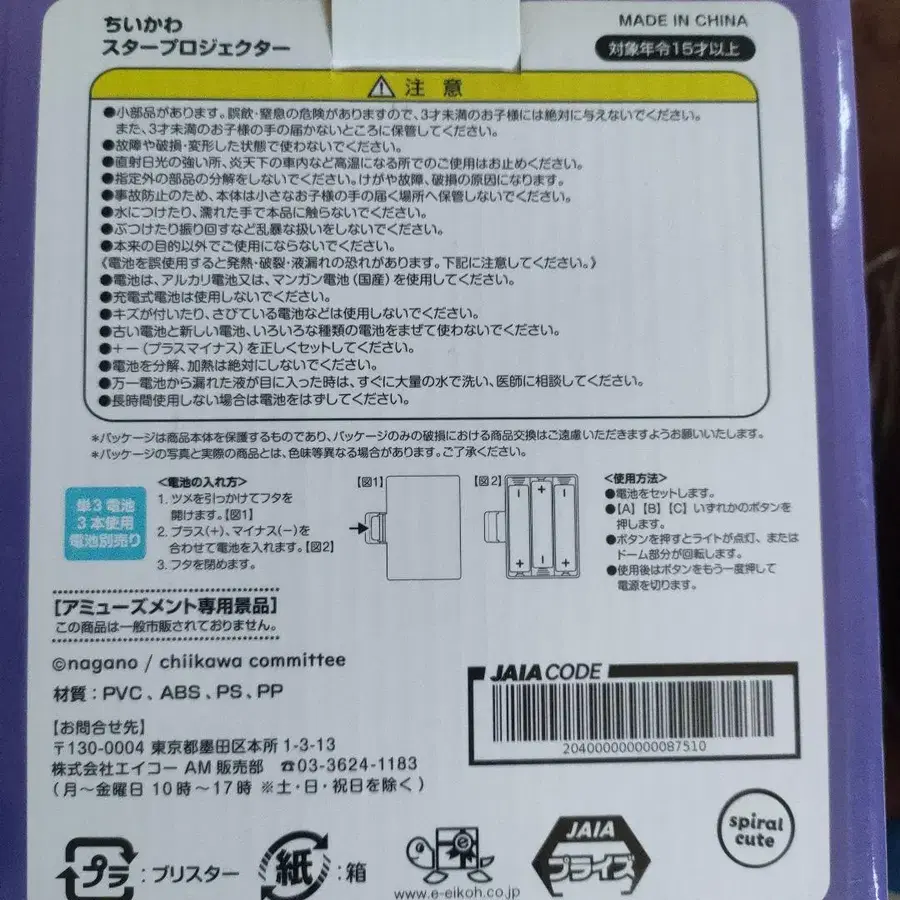 ちいかわ
スタープロジェクター
MADE IN CHINA
対象年令15才以上
注 意
●小部品があります。誤飲・窒息の危険がありますので、3才未満のお子様には絶対に与えないでください。
また、3才未満のお子様の手の届かないところに保管してください。
●故障や破損・変形した状態で使わないでください。
●直射日光の強い所、炎天下の車内など高温になる所でのご使用はお止めください。
●指定外の部品の分解をしないでください。けがや故障、破損の原因になります。
●事故防止のため、本体は小さなお子様の手の届く場所へ保管しないでください。
●水につけたり、濡れた手で本品に触らないでください。
●ぶつけたり振り回すなど乱暴な扱いをしないでください。
●本来の目的以外でご使用にならないでください。
《電池を誤使用すると発熱・破裂・液漏れの恐れがあります。下記に注意してください。》
●電池は、アルカリ電池又は、マンガン電池(国産)を使用してください。
●充電式電池は使用しないでください。
●キズが付いたり、さびている電池などは使用しないでください。
●古い電池と新しい電池、いろいろな種類の電池をまぜて使わないでください。
●+−(プラスマイナス)を正しくセットしてください。
●電池を分解、加熱は絶対にしないでください。
●万一電池から漏れた液が目に入った時は、すぐに大量の水で洗い、医師に相談してください。
●長時間使用しない場合は電池をはずしてください。
*パッケージは商品本体を保護するものであり、パッケージのみの破損における商品交換はご遠慮いただきますようお願いいたします。
*パッケージの写真と実際の商品とは、色味等異なる場合があります。ご了承ください。
単3電池
3本使用
電池別売り
<電池の入れ方>
1. ツメを引っかけてフタを
開けます。【図1】
2. プラス(+)、マイナス(−)を
合わせて電池を入れます。【図2】
3. フタを閉めます。
【図1】
【図2】
<使用方法>
●電池をセットします。
●【A】【B】【C】いずれかのボタンを
押します。
●ボタンを押すとライトが点灯、または
ドーム部分が回転します。
●使用後はボタンをもう一度押して
電源を切ります。
[アミューズメント専用景品]
この商品は一般市販されておりません。
©nagano / chiikawa committee
材質：PVC、ABS、PS、PP
【お問合せ先】
〒130-0004 東京都墨田区本所1-3-13
株式会社エイコー AM販売部 ☎03-3624-1183
(月〜金曜日 10時〜17時 ※土・日・祝日を除く)
JAIA CODE
204000000000087510
プラ：ブリスター
紙：箱
www.e-eikoh.co.jp
JAIA
プライズ
spiral
cute